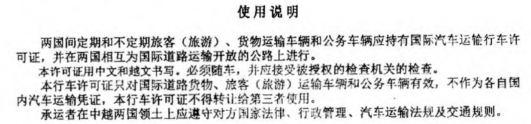 使用说明
两国间定期和不定期旅客（旅游）、货物运输车辆和公务车辆应持有国际汽车运输行车许
可证，并在两国相互为国际道路运输开放的公路上进行。
本许可证用中文和越文书写。必须随车，并应接受被授权的检查机关的检查。
本行车许可证只对国际道路货物、旅客（旅游）运输车辆和公务车辆有效，不作为各自国
内汽车运输凭证，本行车许可证不得转让给第三者使用。
承运者在中越两国领土上应遵守对方国家法律、行政管理、汽车运输法规及交通规则。